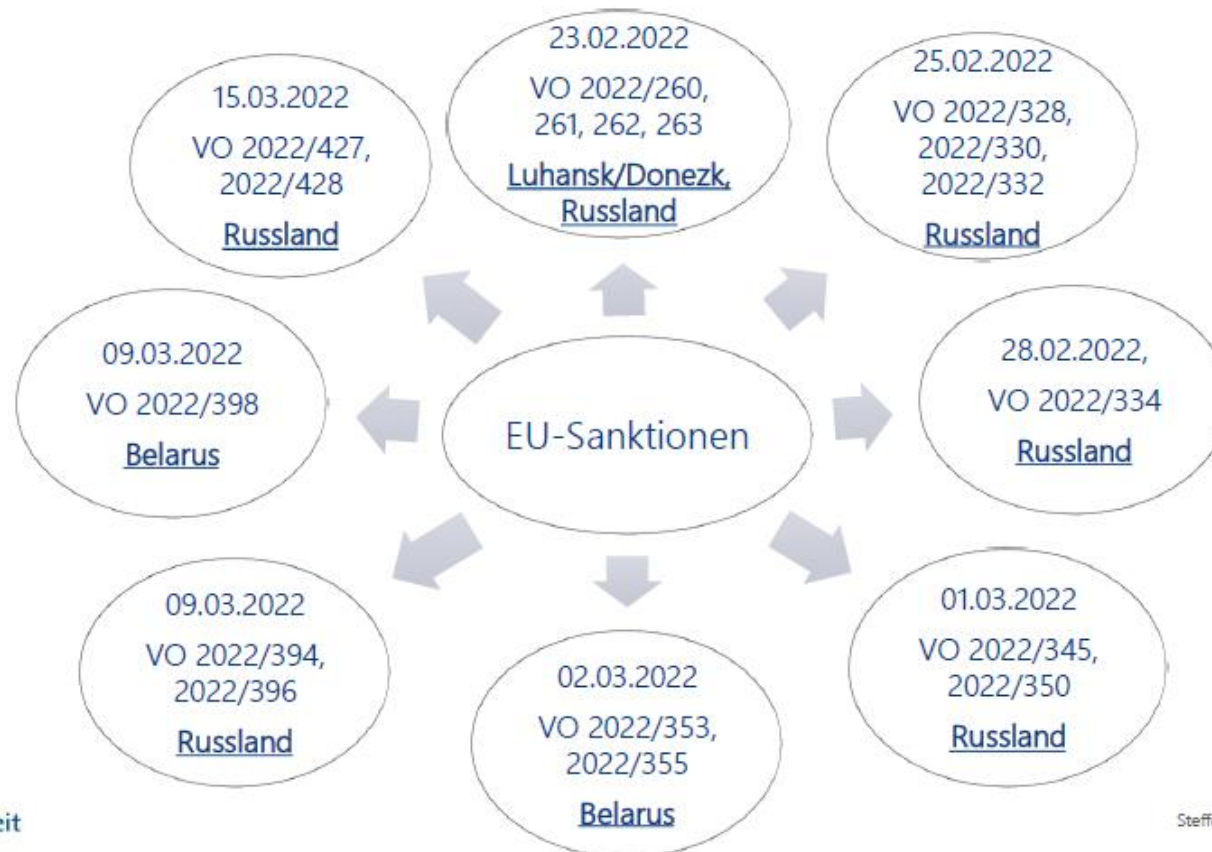 23.02.2022
VO 2022/260,
261, 262, 263
Luhansk/Donezk,
Russland
25.02.2022
VO 2022/328,
2022/330,
2022/332
Russland
28.02.2022,
VO 2022/334
Russland
01.03.2022
VO 2022/345,
2022/350
Russland
02.03.2022
VO 2022/353,
2022/355
Belarus
09.03.2022
VO 2022/394,
2022/396
Russland
09.03.2022
VO 2022/398
Belarus
15.03.2022
VO 2022/427,
2022/428
Russland
EU-Sanktionen
eit
Steff